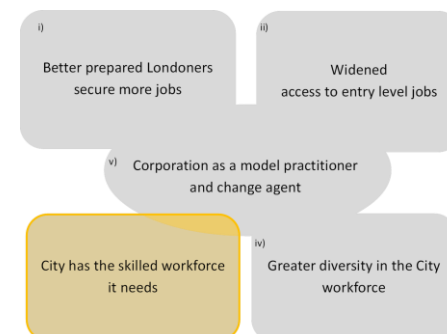 i)
Better prepared Londoners
secure more jobs
ii)
Widened
access to entry level jobs
v)
Corporation as a model practitioner
and change agent
City has the skilled workforce
it needs
iv)
Greater diversity in the City
workforce